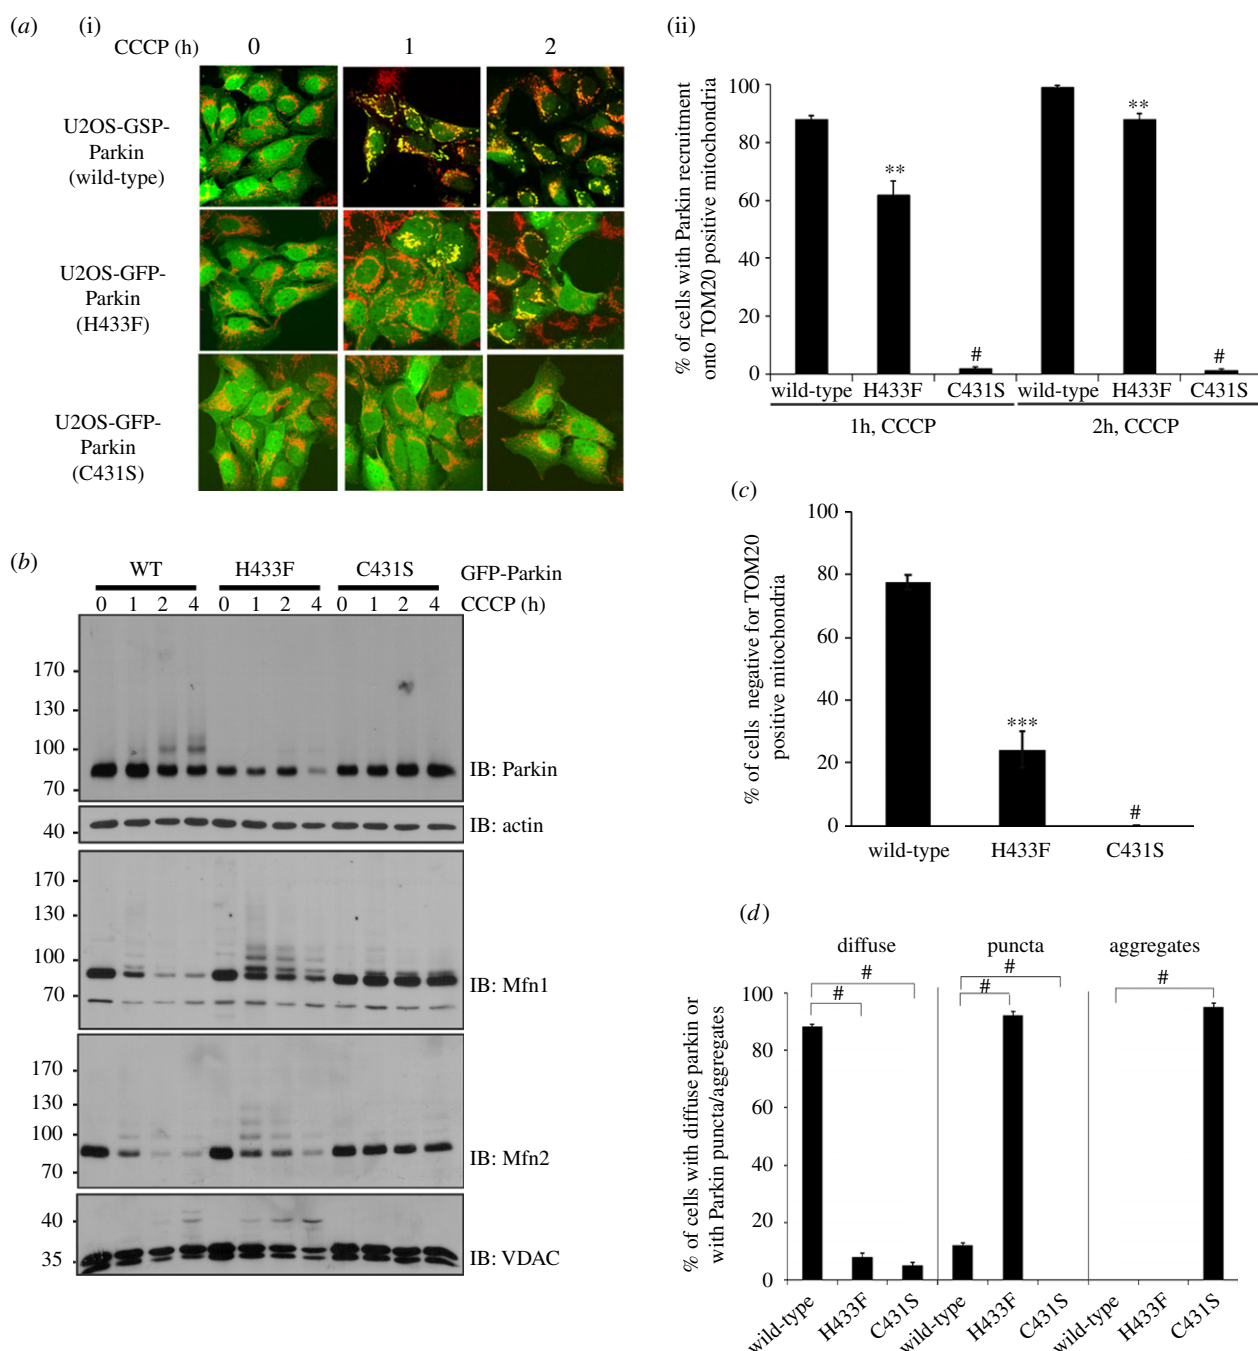 (a)
(i)
CCCP (h)
0
1
2
U2OS-GSP-
Parkin
(wild-type)
U2OS-GFP-
Parkin
(H433F)
U2OS-GFP-
Parkin
(C431S)
(ii)
% of cells with Parkin recruitment
onto TOM20 positive mitochondria
100
80
60
40
20
0
**
#
**
#
wild-type H433F C431S wild-type H433F C431S
1h, CCCP
2h, CCCP
(b)
WT H433F C431S GFP-Parkin
0 1 2 4 0 1 2 4 0 1 2 4 CCCP (h)
170
130
100
70
IB: Parkin
40
IB: actin
170
130
100
70
IB: Mfn1
170
130
100
70
IB: Mfn2
40
35
IB: VDAC
(c)
% of cells negative for TOM20
positive mitochondria
100
80
60
40
20
0
***
#
wild-type H433F C431S
(d)
diffuse puncta aggregates
# # # # #
% of cells with diffuse parkin or
with Parkin puncta/aggregates
100
80
60
40
20
0
wild-type H433F C431S wild-type H433F C431S wild-type H433F C431S